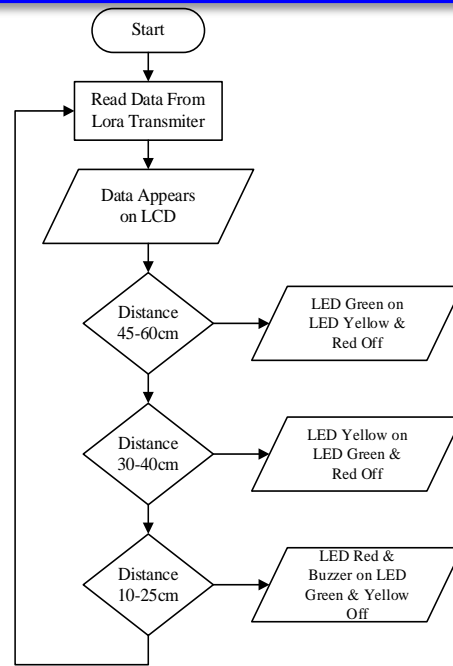 Start
Read Data From
Lora Transmiter
Data Appears
on LCD
Distance
45-60cm
LED Green on
LED Yellow &
Red Off
Distance
30-40cm
LED Yellow on
LED Green &
Red Off
Distance
10-25cm
LED Red &
Buzzer on LED
Green & Yellow
Off